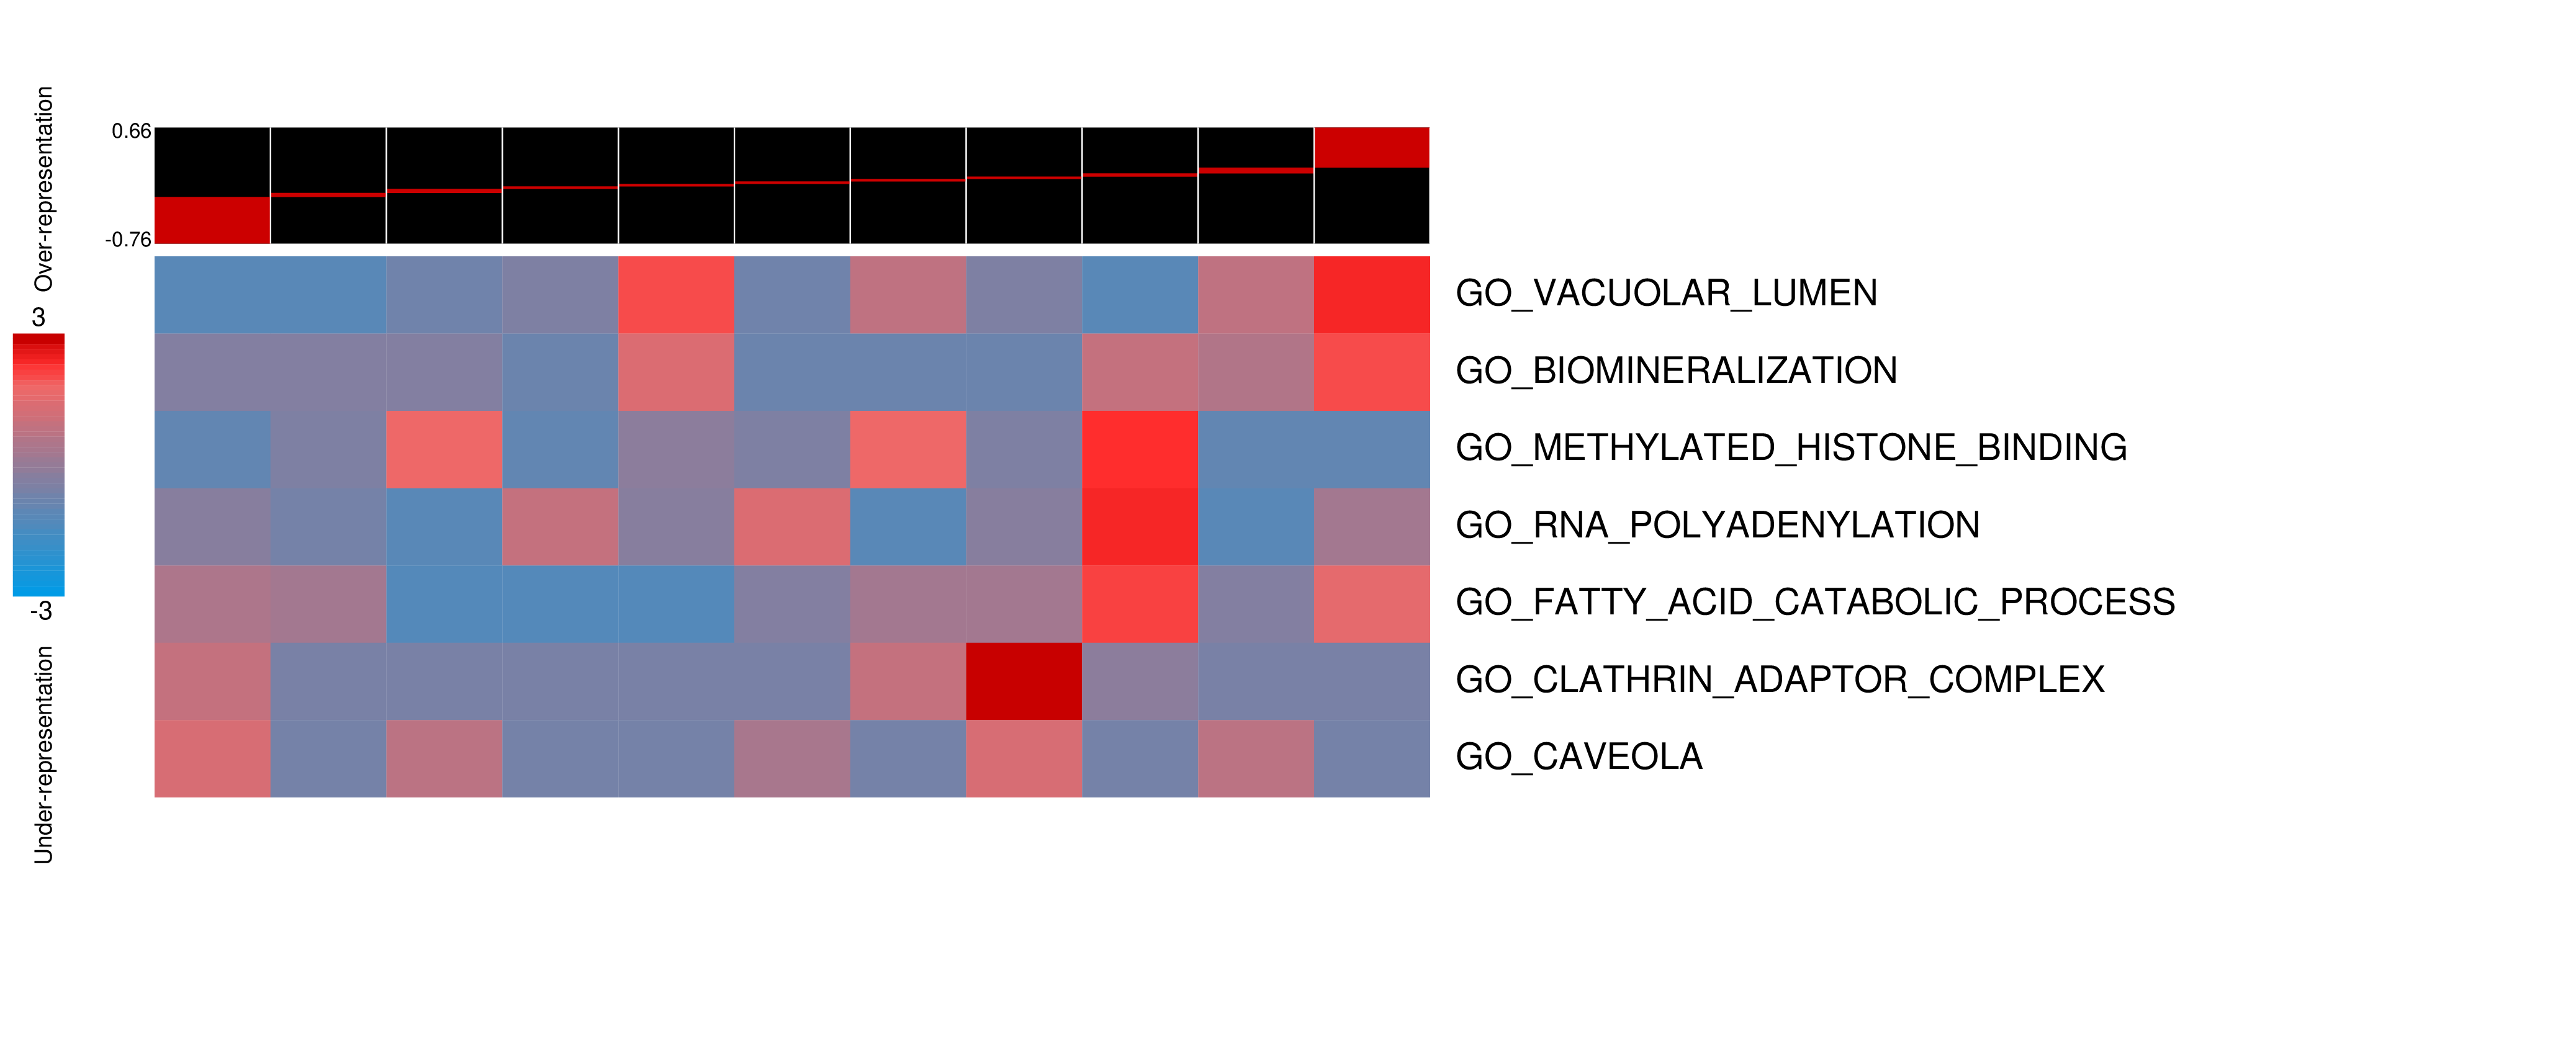 Over-representation
3
-3
Under-representation
0.66
-0.76
GO_VACUOLAR_LUMEN
GO_BIOMINERALIZATION
GO_METHYLATED_HISTONE_BINDING
GO_RNA_POLYADENYLATION
GO_FATTY_ACID_CATABOLIC_PROCESS
GO_CLATHRIN_ADAPTOR_COMPLEX
GO_CAVEOLA